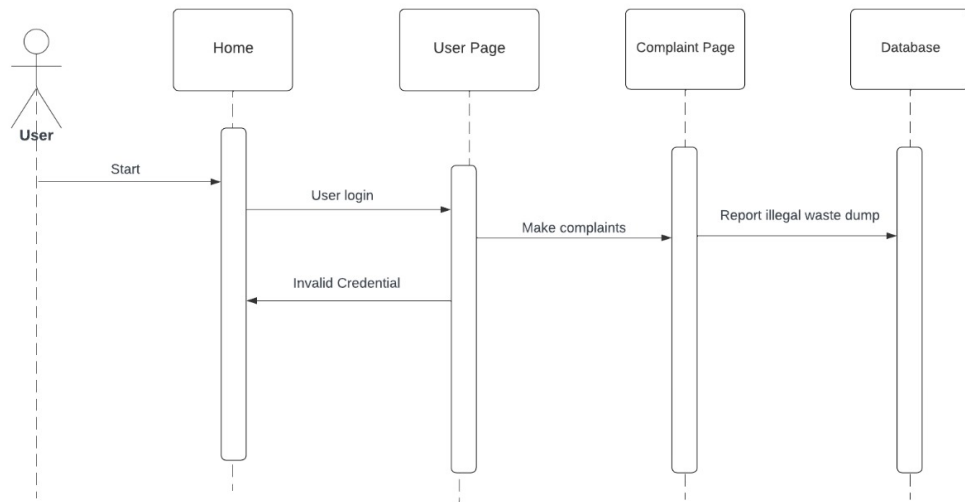 Home
User Page
Complaint Page
Database
User
Start
User login
Report illegal waste dump
Make complaints
Invalid Credential